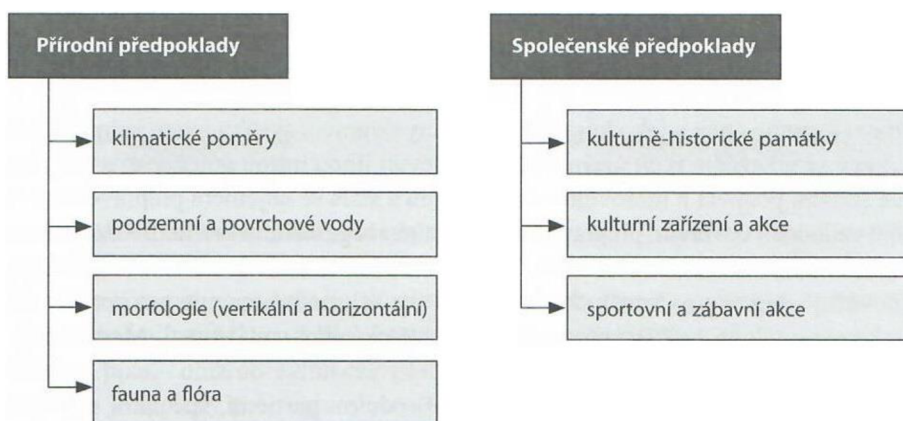 Přírodní předpoklady
klimatické poměry
podzemní a povrchové vody
morfologie (vertikální a horizontální)
fauna a flóra
Společenské předpoklady
kulturně-historické památky
kulturní zařízení a akce
sportovní a zábavní akce